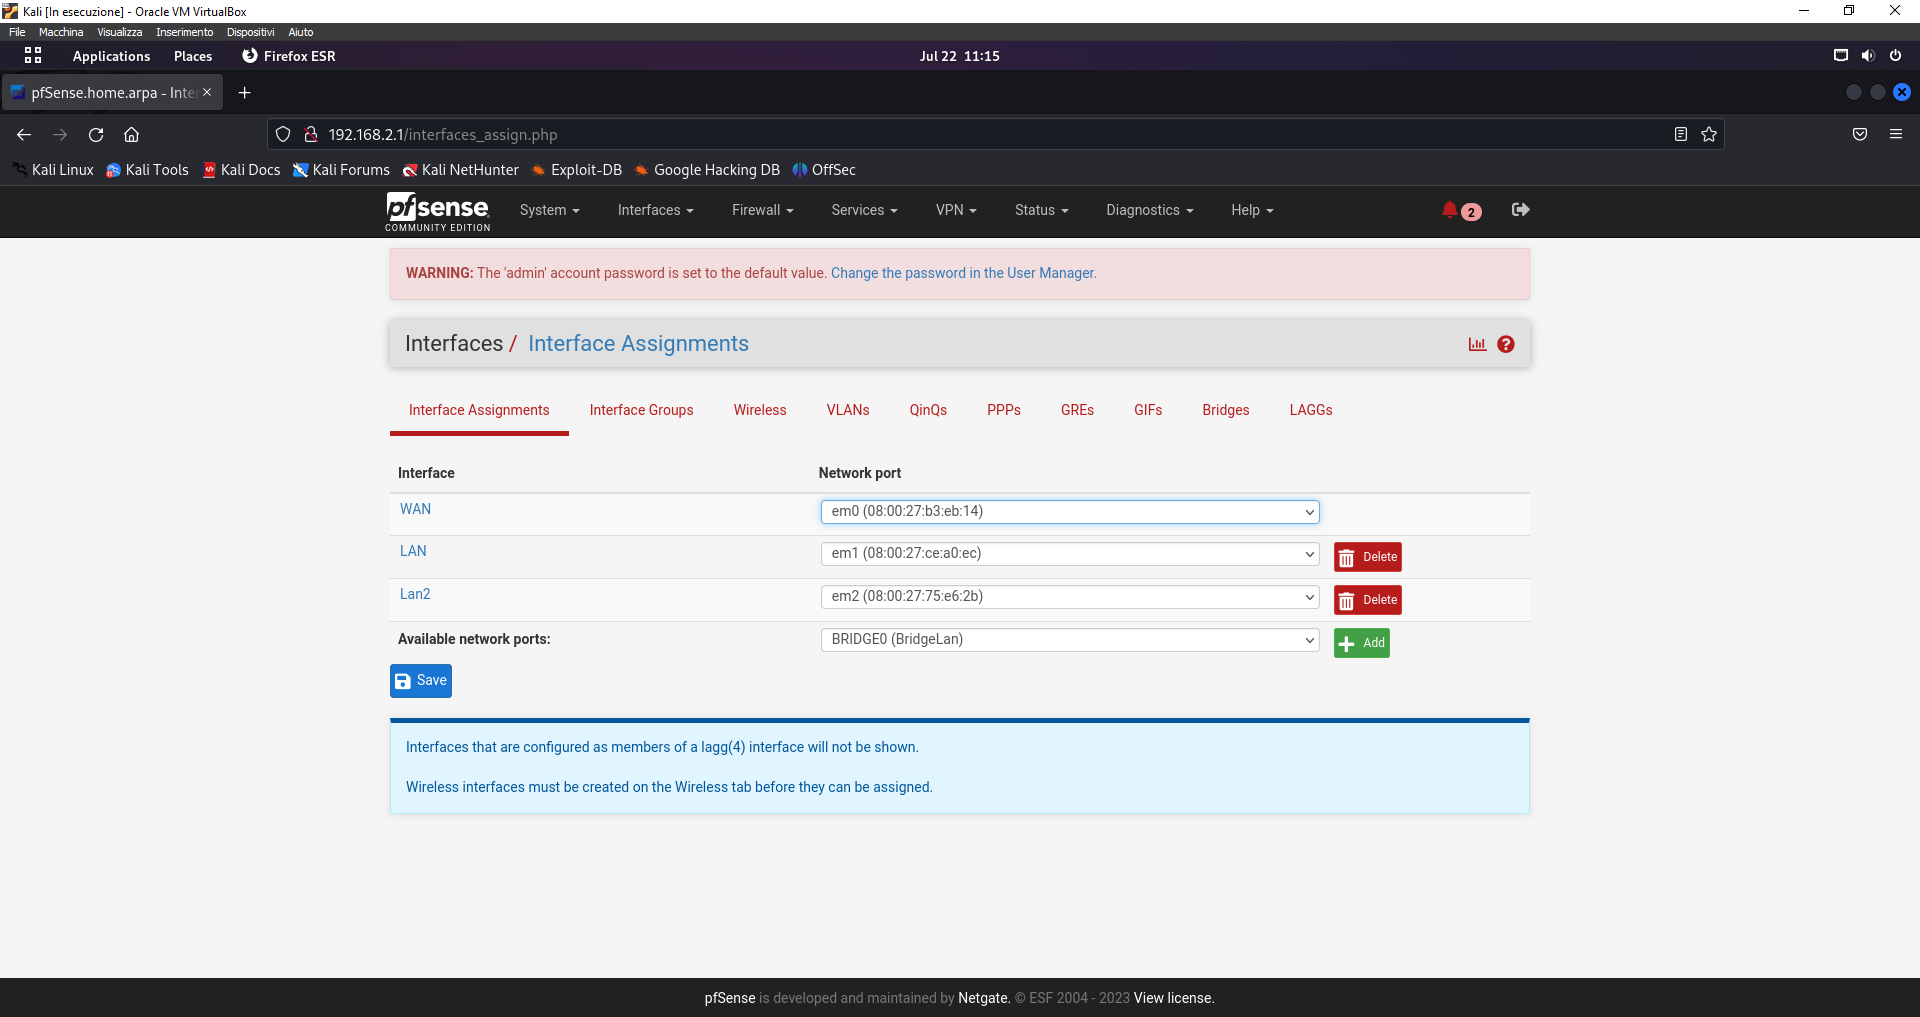 Kali [In esecuzione] - Oracle VM VirtualBox
File Macchina Visualizza Inserimento Dispositivi Aiuto
Applications Places Firefox ESR Jul 22 11:15
pfSense.home.arpa - Inte
192.168.2.1/interfaces_assign.php
Kali Linux Kali Tools Kali Docs Kali Forums Kali NetHunter Exploit-DB Google Hacking DB OffSec
pfsense
COMMUNITY EDITION
System Interfaces Firewall Services VPN Status Diagnostics Help 2
WARNING: The 'admin' account password is set to the default value. Change the password in the User Manager.
Interfaces / Interface Assignments
Interface Assignments Interface Groups Wireless VLANs QinQs PPPs GREs GIFs Bridges LAGGs
Interface Network port
WAN em0 (08:00:27:b3:eb:14)
LAN em1 (08:00:27:ce:a0:ec) Delete
Lan2 em2 (08:00:27:75:e6:2b) Delete
Available network ports: BRIDGE0 (BridgeLan) Add
Save
Interfaces that are configured as members of a lagg(4) interface will not be shown.
Wireless interfaces must be created on the Wireless tab before they can be assigned.
pfSense is developed and maintained by Netgate. © ESF 2004 - 2023 View license.